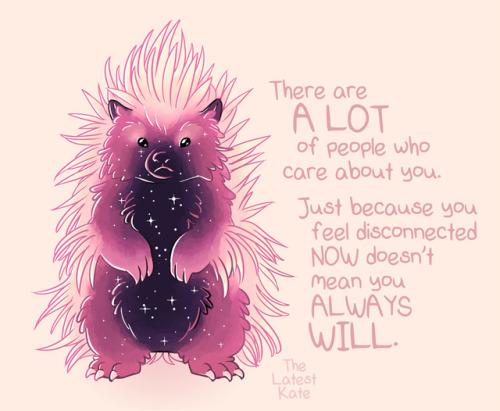 There are
A LOT
of people who
care about you.
Just because you
feel disconnected
NOW doesn't
mean you
ALWAYS
WILL.
The
Latest
Kate